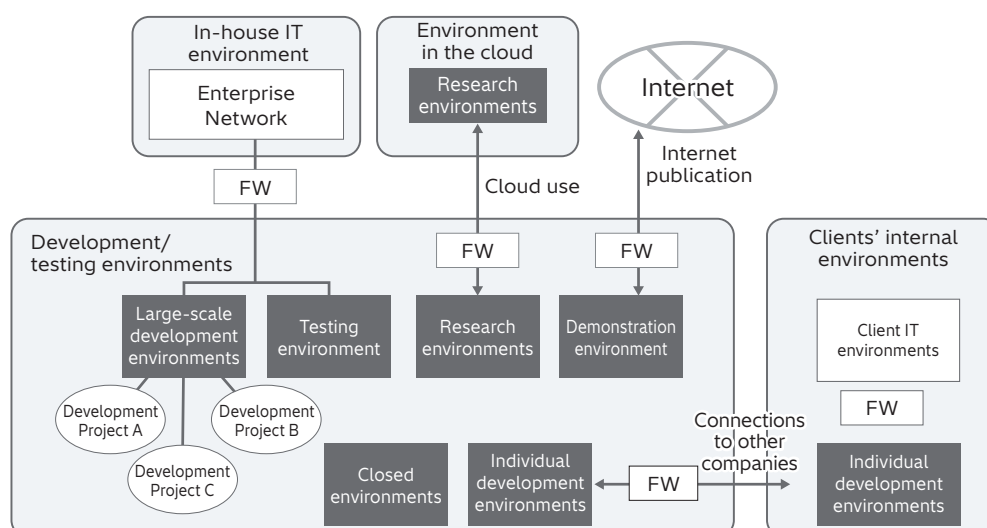 In-house IT
environment
Enterprise
Network
FW
Environment
in the cloud
Research
environments
Cloud use
Internet
Internet
publication
Development/
testing environments
FW
FW
Large-scale
development
environments
Testing
environment
Research
environments
Demonstration
environment
Development
Project A
Development
Project B
Development
Project C
Closed
environments
Individual
development
environments
FW
Connections
to other
companies
Clients' internal
environments
Client IT
environments
FW
Individual
development
environments